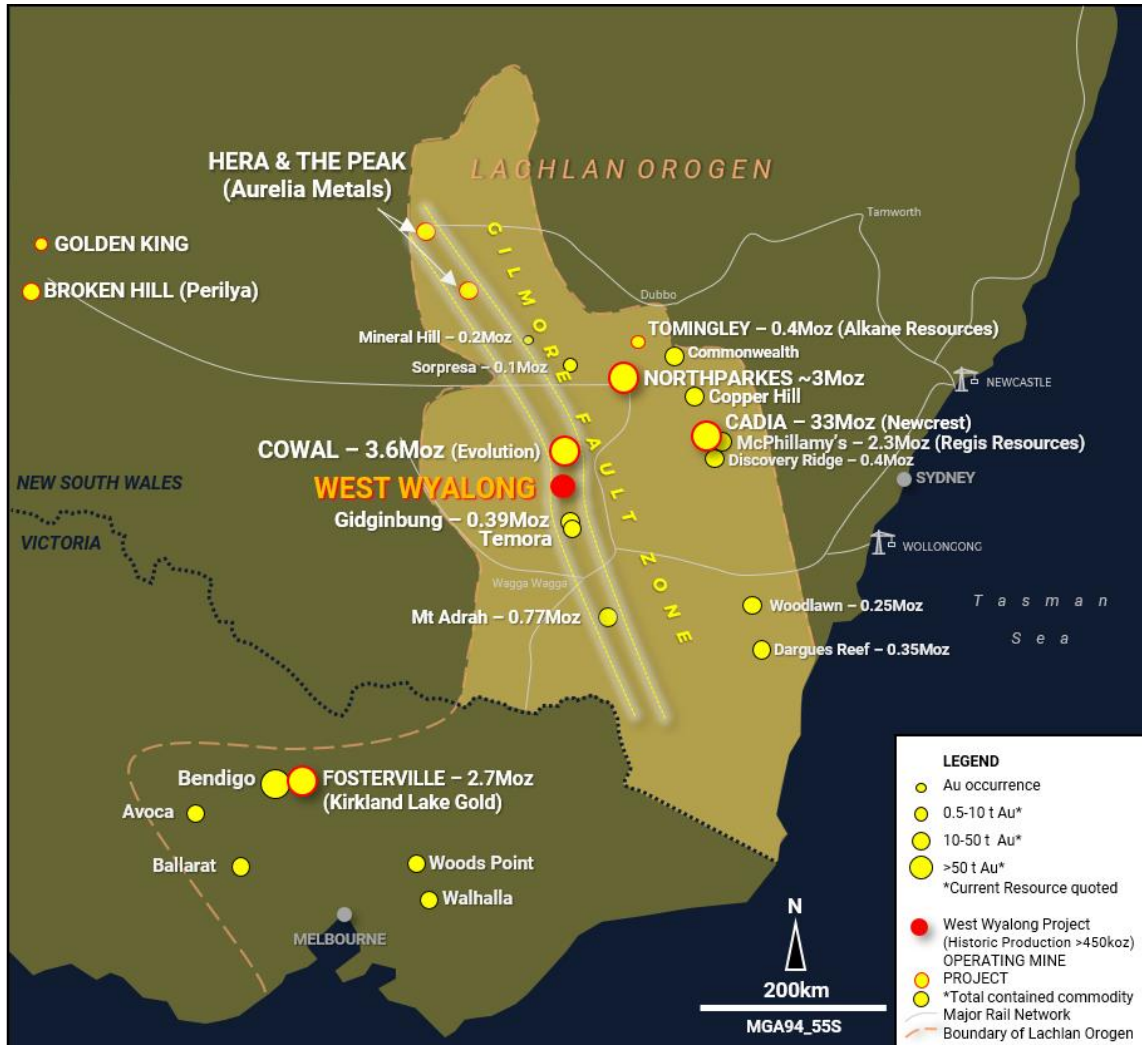 HERA & THE PEAK
(Aurelia Metals)
LACHLAN OROGEN
Tamworth
GOLDEN KING
BROKEN HILL (Perilya)
GILMORE FAULT ZONE
Dubbo
Mineral Hill – 0.2Moz
TOMINGLEY – 0.4Moz (Alkane Resources)
Commonwealth
Sorpresa – 0.1Moz
NORTHPARKES ~3Moz
NEWCASTLE
Copper Hill
CADIA – 33Moz (Newcrest)
McPhillamy's – 2.3Moz (Regis Resources)
Discovery Ridge – 0.4Moz
COWAL – 3.6Moz (Evolution)
SYDNEY
NEW SOUTH WALES
WEST WYALONG
Gidginbung – 0.39Moz
Temora
VICTORIA
WOLLONGONG
Wagga Wagga
Mt Adrah – 0.77Moz
Woodlawn – 0.25Moz
Tasman
Sea
Dargues Reef – 0.35Moz
Bendigo
FOSTERVILLE – 2.7Moz
(Kirkland Lake Gold)
Avoca
Ballarat
Woods Point
Walhalla
MELBOURNE
N
200km
MGA94_55S
LEGEND
Au occurrence
0.5-10 t Au*
10-50 t Au*
>50 t Au*
*Current Resource quoted
West Wyalong Project
(Historic Production >450koz)
OPERATING MINE
PROJECT
*Total contained commodity
Major Rail Network
Boundary of Lachlan Orogen